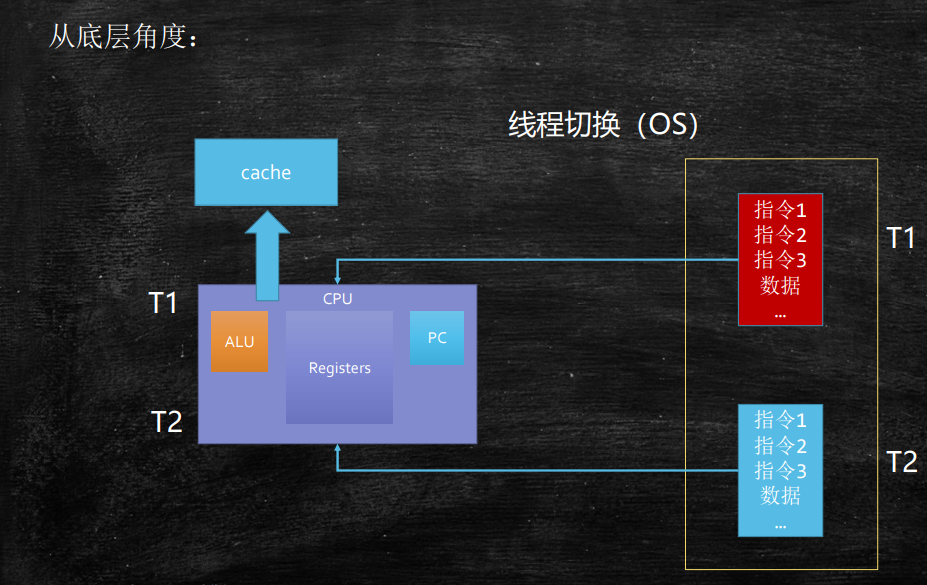 从底层角度：
线程切换（OS）
cache
T1
CPU
ALU
Registers
PC
T2
指令1
指令2
指令3
数据
...
T1
指令1
指令2
指令3
数据
...
T2